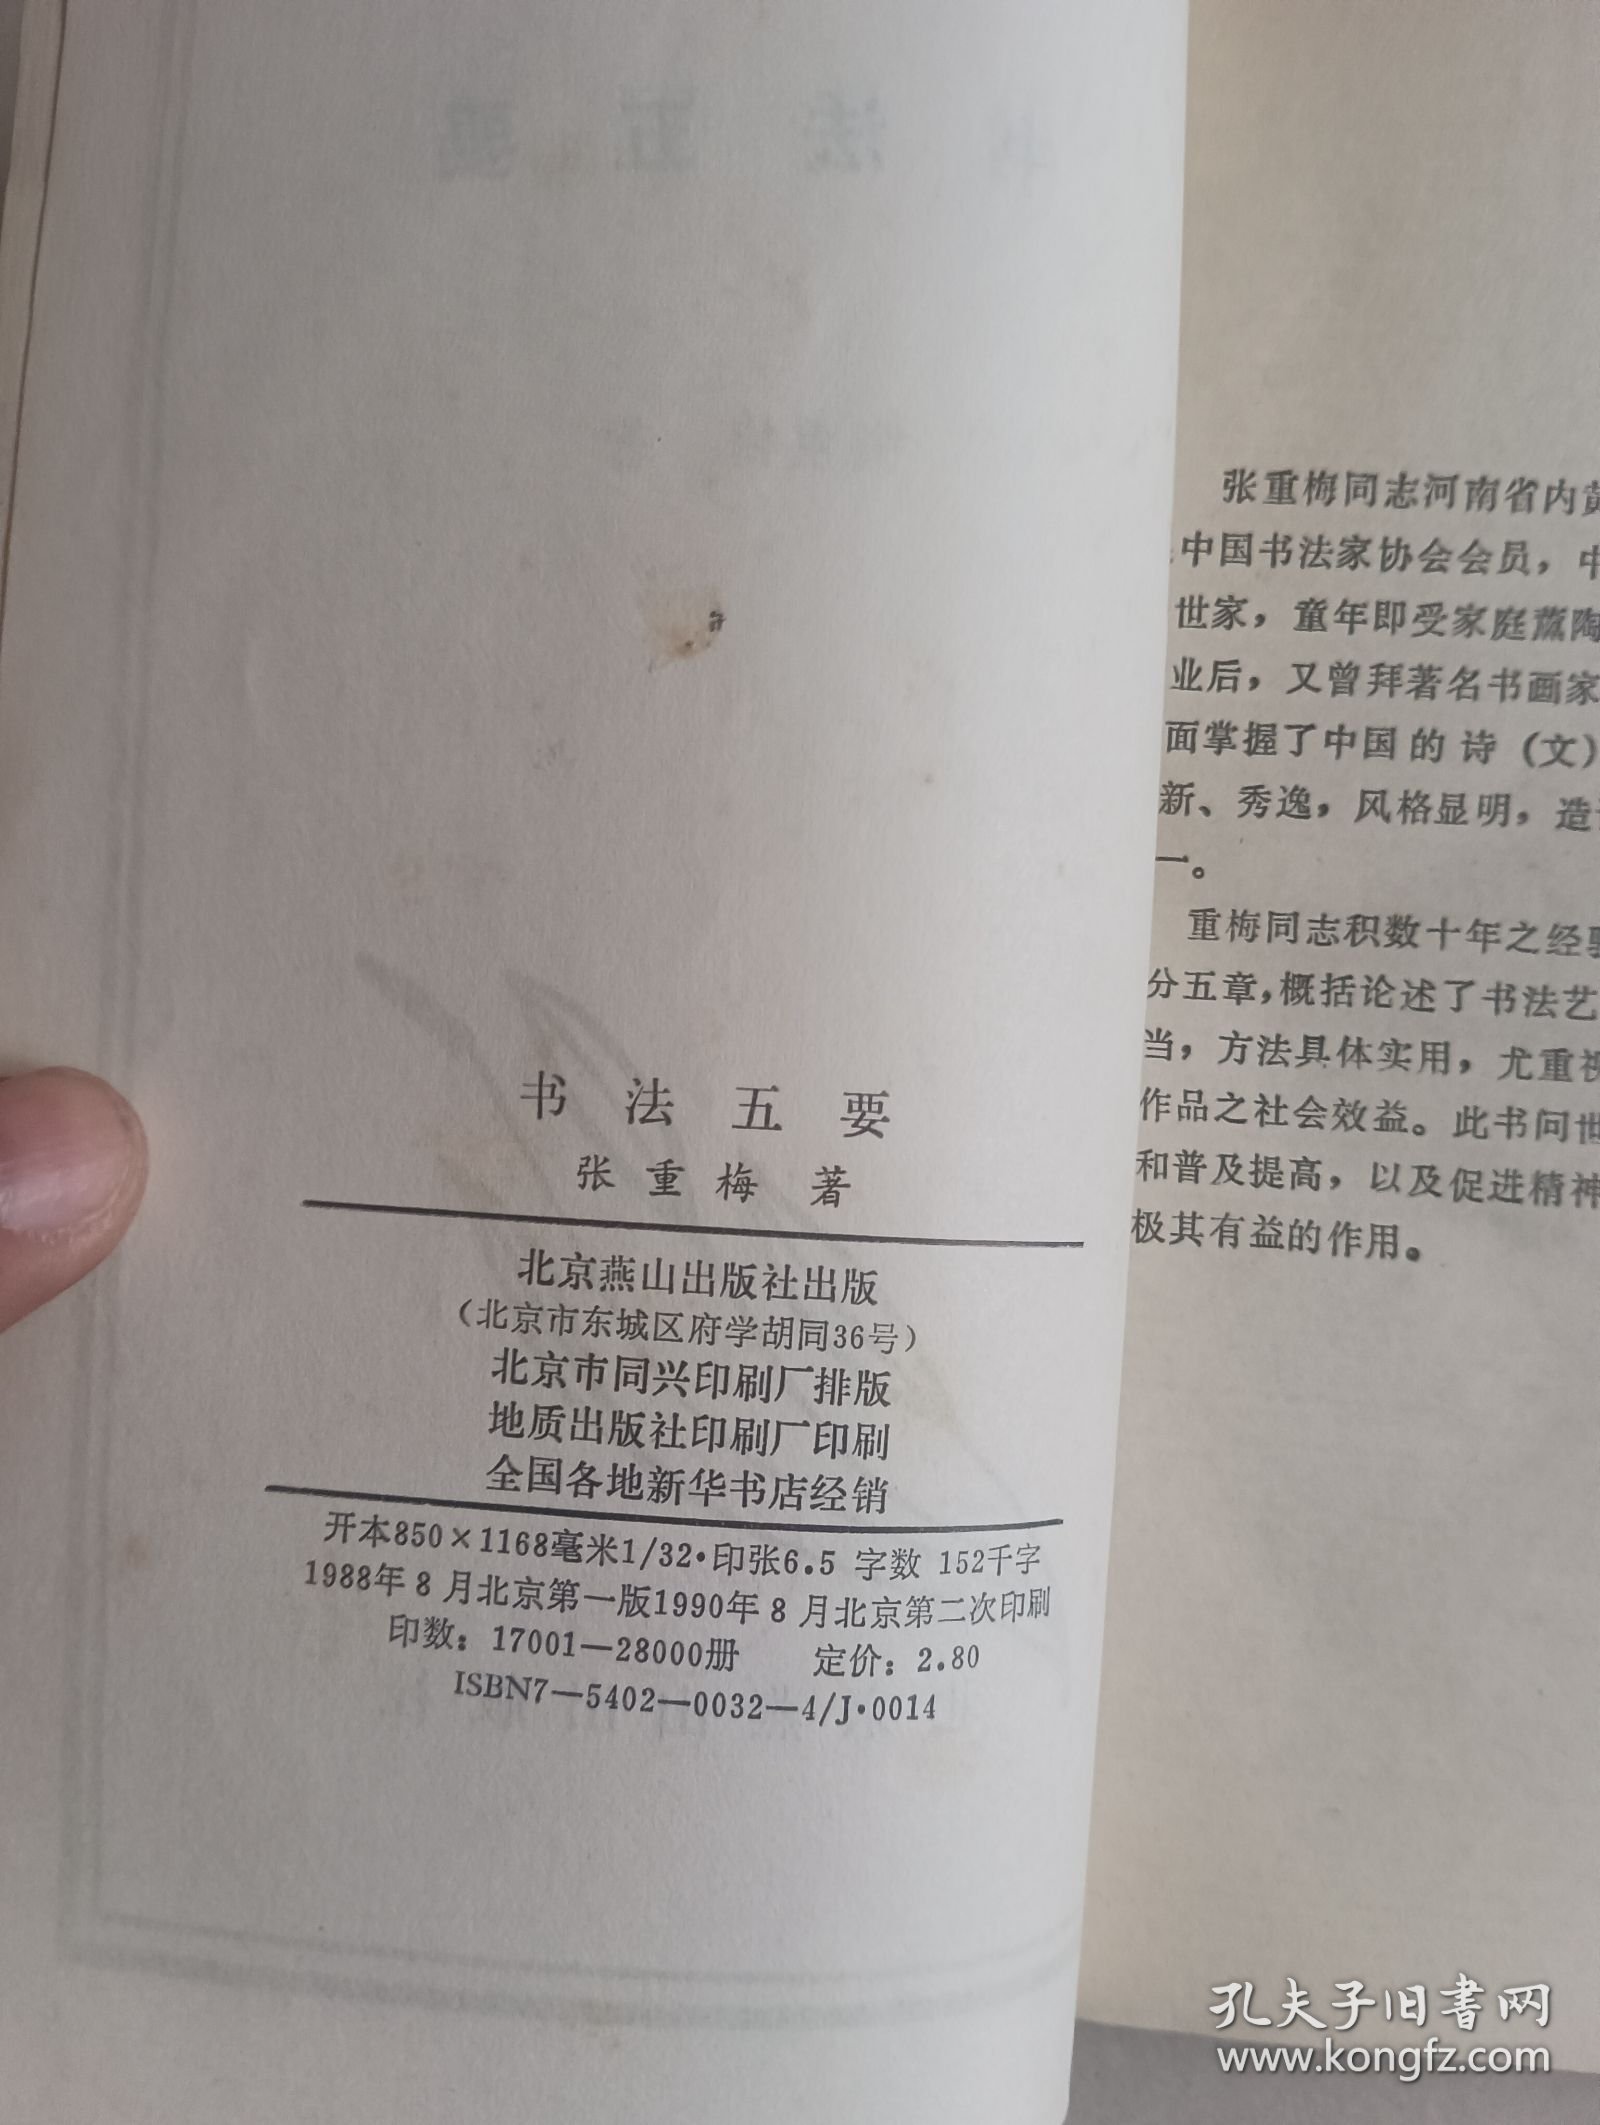 书法五要
张重梅 著
北京燕山出版社出版
（北京市东城区府学胡同36号）
北京市同兴印刷厂排版
地质出版社印刷厂印刷
全国各地新华书店经销
开本850×1168毫米1/32·印张6.5 字数 152千字
1988年8月北京第一版1990年8月北京第二次印刷
印数：17001—28000册 定价：2.80
ISBN7—5402—0032—4/J·0014
张重梅同志河南省内黄
中国书法家协会会员，中
世家，童年即受家庭薰陶
业后，又曾拜著名书画家
面掌握了中国的诗（文）
新、秀逸，风格显明，造
一。
重梅同志积数十年之经验
分五章，概括论述了书法艺
当，方法具体实用，尤重视
作品之社会效益。此书问世
和普及提高，以及促进精神
极其有益的作用。
孔夫子旧书网
www.kongfz.com